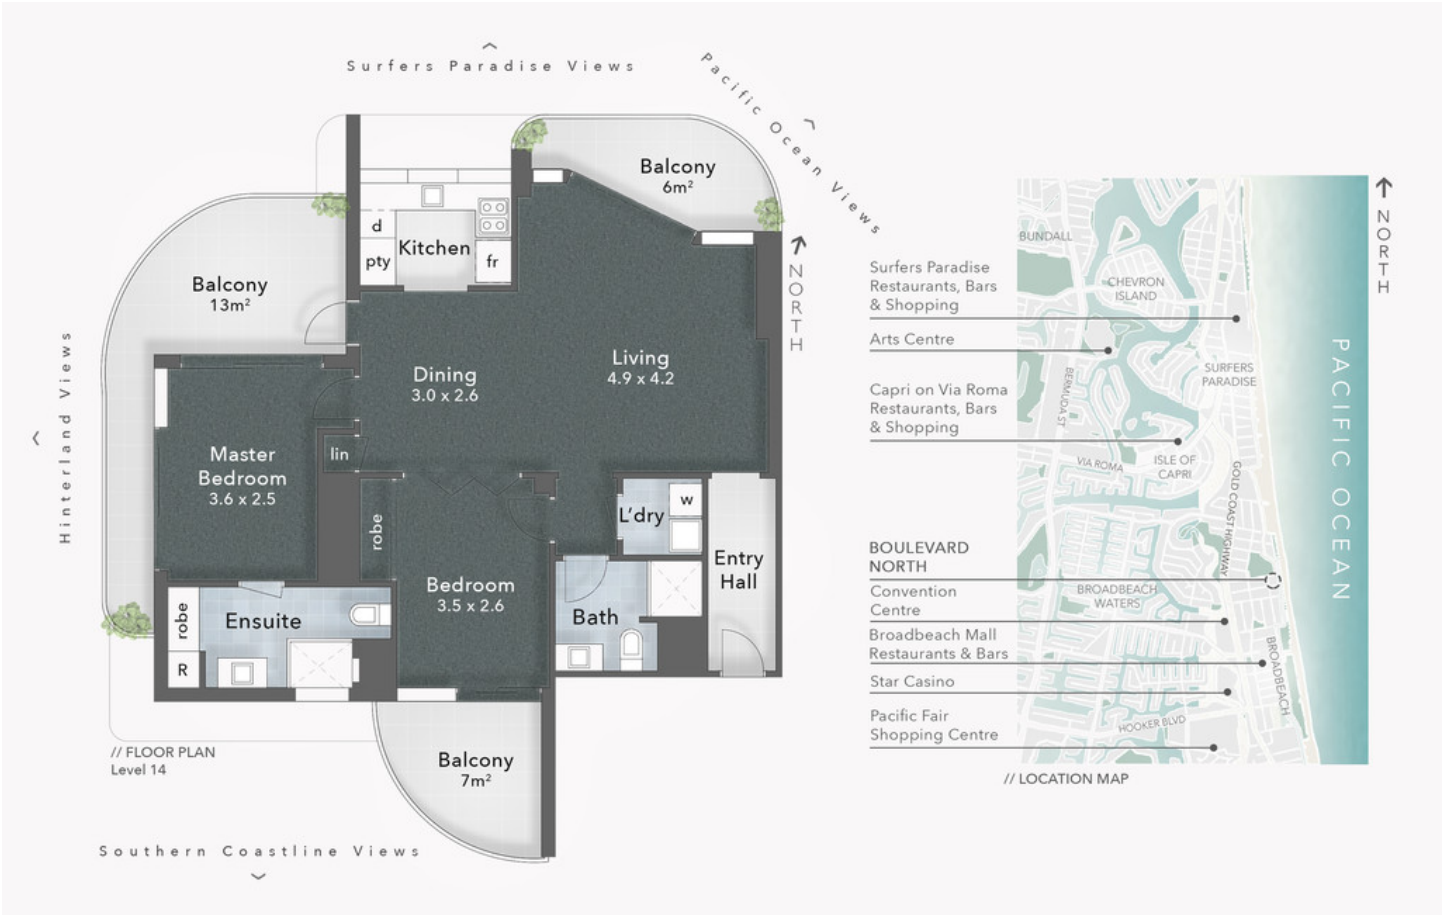 Surfers Paradise Views
Pacific Ocean Views
Balcony
6m²
d
pty
Kitchen
fr
NORTH
Balcony
13m²
Hinterland Views
Dining
3.0 x 2.6
Living
4.9 x 4.2
Master
Bedroom
3.6 x 2.5
lin
robe
L'dry
w
Entry
Hall
Bedroom
3.5 x 2.6
Bath
robe
R
Ensuite
Balcony
7m²
// FLOOR PLAN
Level 14
Southern Coastline Views
Surfers Paradise
Restaurants, Bars
& Shopping
Arts Centre
Capri on Via Roma
Restaurants, Bars
& Shopping
BOULEVARD
NORTH
Convention
Centre
Broadbeach Mall
Restaurants & Bars
Star Casino
Pacific Fair
Shopping Centre
BUNDALL
CHEVRON
ISLAND
SURFERS
PARADISE
BERMUDA ST
VIA ROMA
ISLE OF
CAPRI
GOLD COAST HIGHWAY
BROADBEACH
WATERS
BROADBEACH
HOOKER BLVD
PACIFIC OCEAN
NORTH
// LOCATION MAP